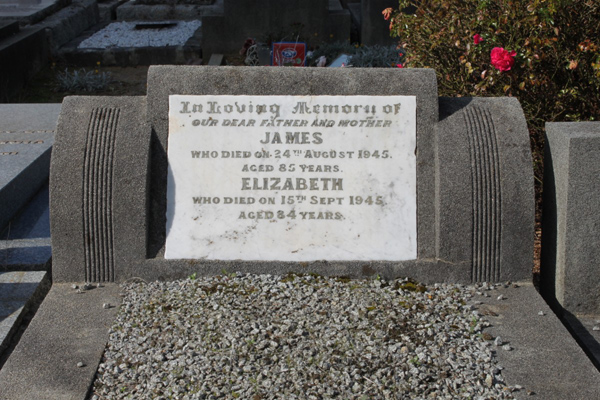 In Loving Memory of
OUR DEAR FATHER AND MOTHER
JAMES
WHO DIED ON 24TH AUGUST 1945.
AGED 85 YEARS.
ELIZABETH
WHO DIED ON 15TH SEPT 1945
AGED 84 YEARS.